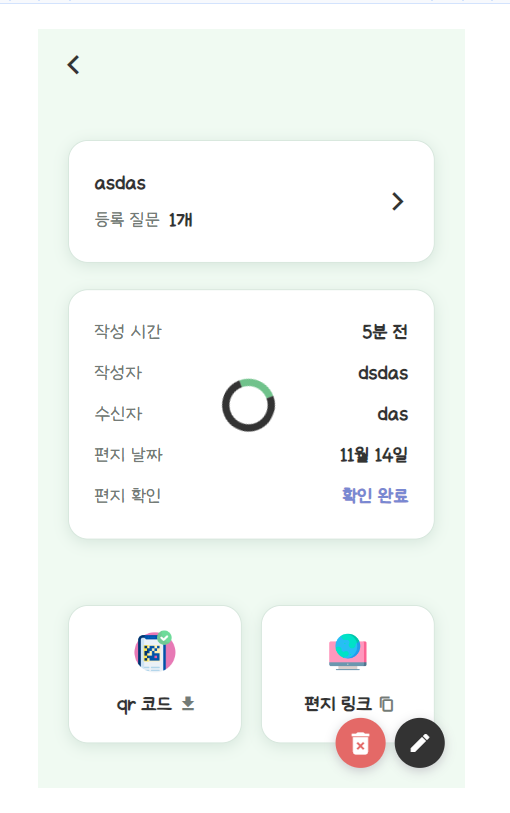 asdas
등록 질문 1개
작성 시간 5분 전
작성자 dsdas
수신자 das
편지 날짜 11월 14일
편지 확인 확인 완료
qr 코드
편지 링크